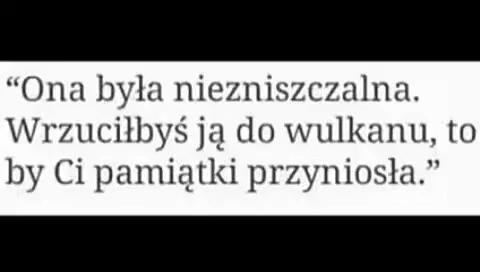 “Ona była niezniszczalna.
Wrzuciłbyś ją do wulkanu, to
by Ci pamiątki przyniosła.”